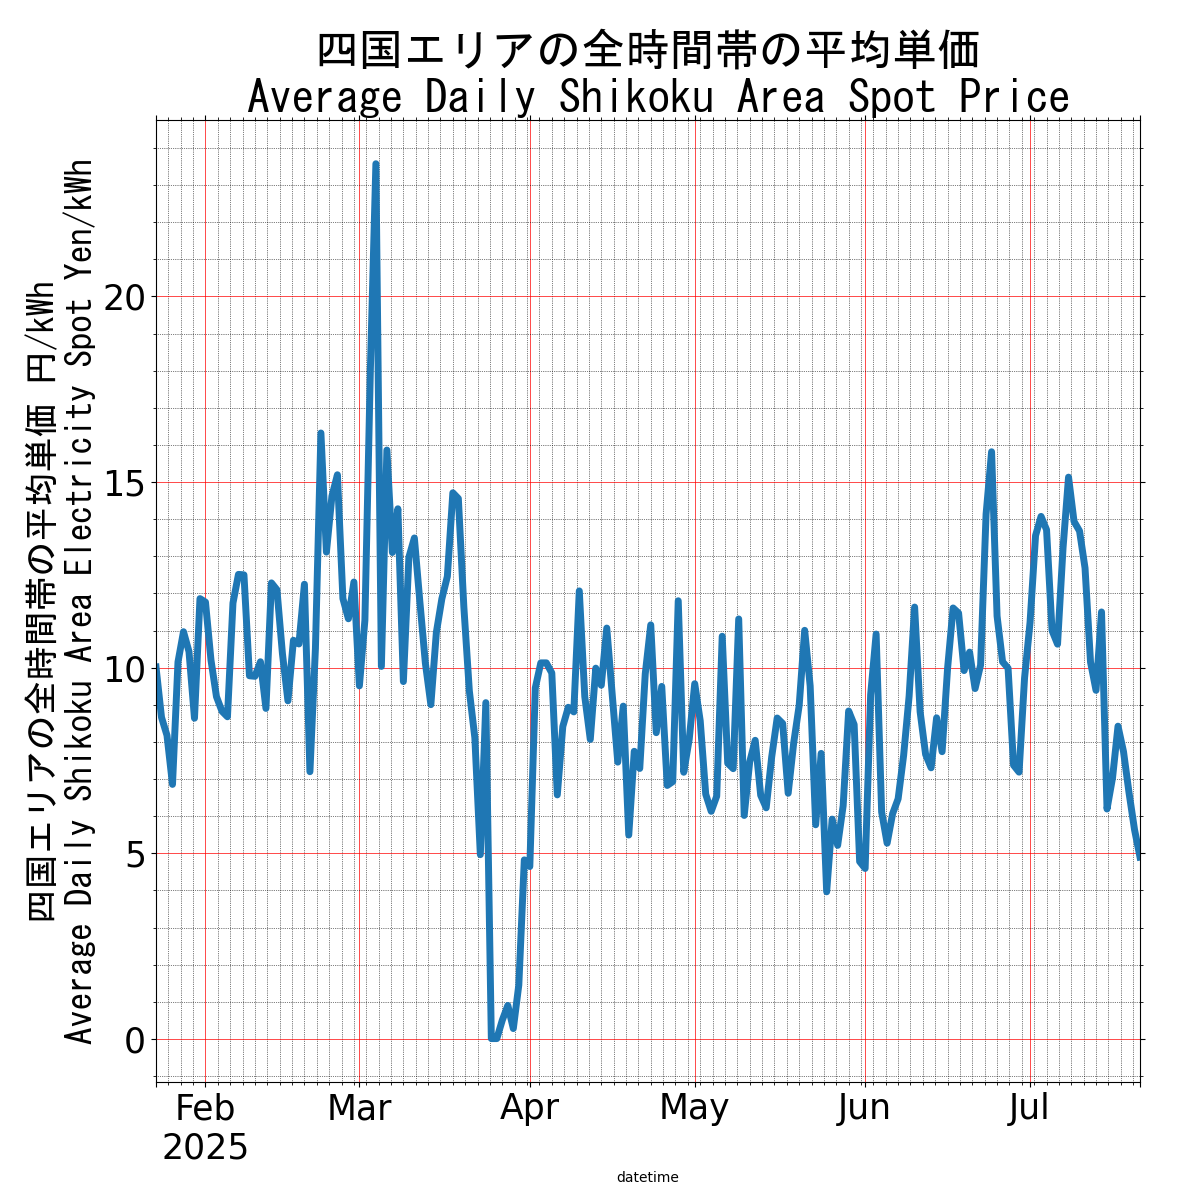 四国エリアの全時間帯の平均単価
Average Daily Shikoku Area Spot Price
四国エリアの全時間帯の平均単価 円/kWh
Average Daily Shikoku Area Electricity Spot Yen/kWh
20
15
10
5
0
Feb
2025
Mar
Apr
May
Jun
Jul
datetime